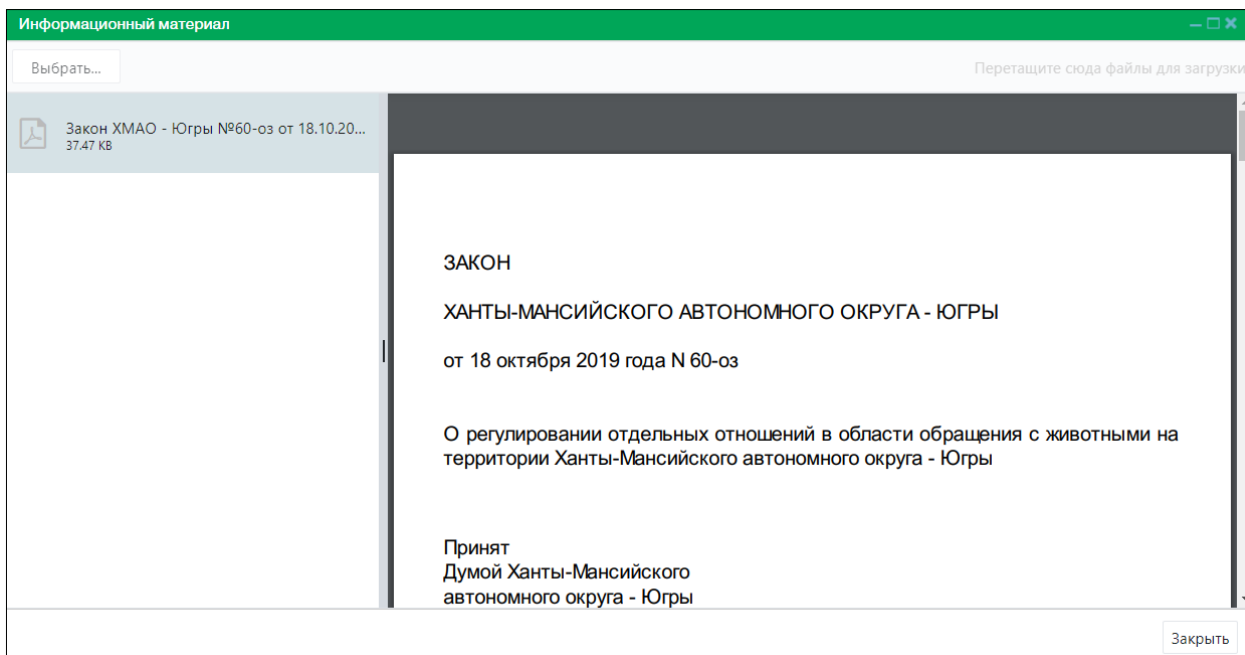 Информационный материал
Выбрать...
Перетащите сюда файлы для загрузки
Закон ХМАО - Югры №60-оз от 18.10.20...
37.47 KB
ЗАКОН
ХАНТЫ-МАНСИЙСКОГО АВТОНОМНОГО ОКРУГА - ЮГРЫ
от 18 октября 2019 года N 60-оз
О регулировании отдельных отношений в области обращения с животными на
территории Ханты-Мансийского автономного округа - Югры
Принят
Думой Ханты-Мансийского
автономного округа - Югры
Закрыть